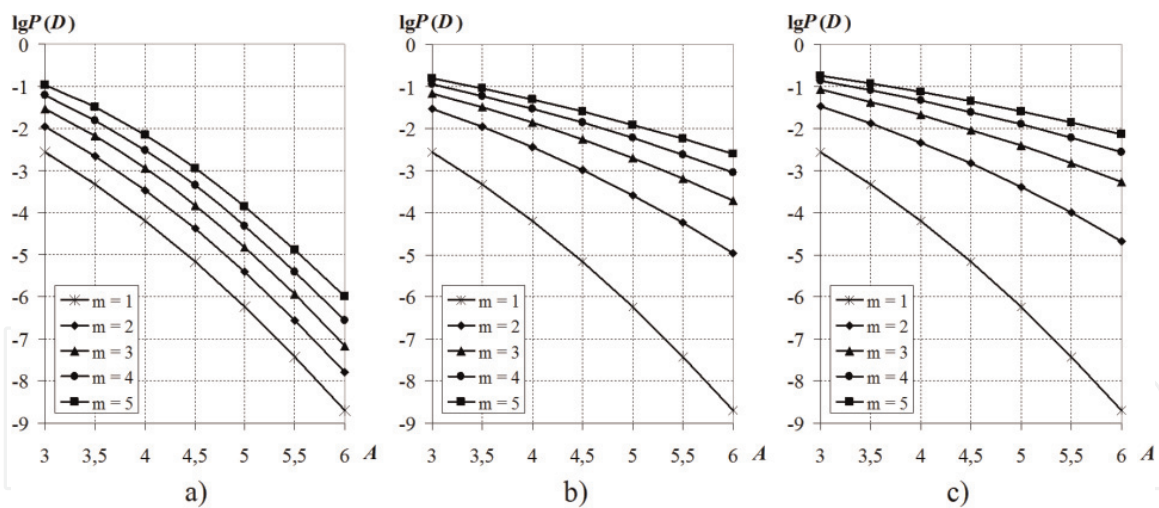 lgP(D)
0
-1
-2
-3
-4
-5
-6
-7
-8
-9
m = 1
m = 2
m = 3
m = 4
m = 5
3 3,5 4 4,5 5 5,5 6 A
a)
lgP(D)
0
-1
-2
-3
-4
-5
-6
-7
-8
-9
m = 1
m = 2
m = 3
m = 4
m = 5
3 3,5 4 4,5 5 5,5 6 A
b)
lgP(D)
0
-1
-2
-3
-4
-5
-6
-7
-8
-9
m = 1
m = 2
m = 3
m = 4
m = 5
3 3,5 4 4,5 5 5,5 6 A
c)